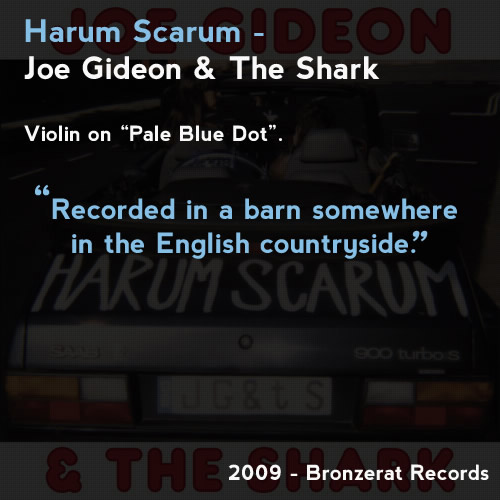 JOE GIDEON
Harum Scarum -
Joe Gideon & The Shark
Violin on “Pale Blue Dot”.
“Recorded in a barn somewhere
in the English countryside.”
HARUM SCARUM
SAAB
900 turbo:S
JG&t S
& THE SHARK
2009 - Bronzerat Records